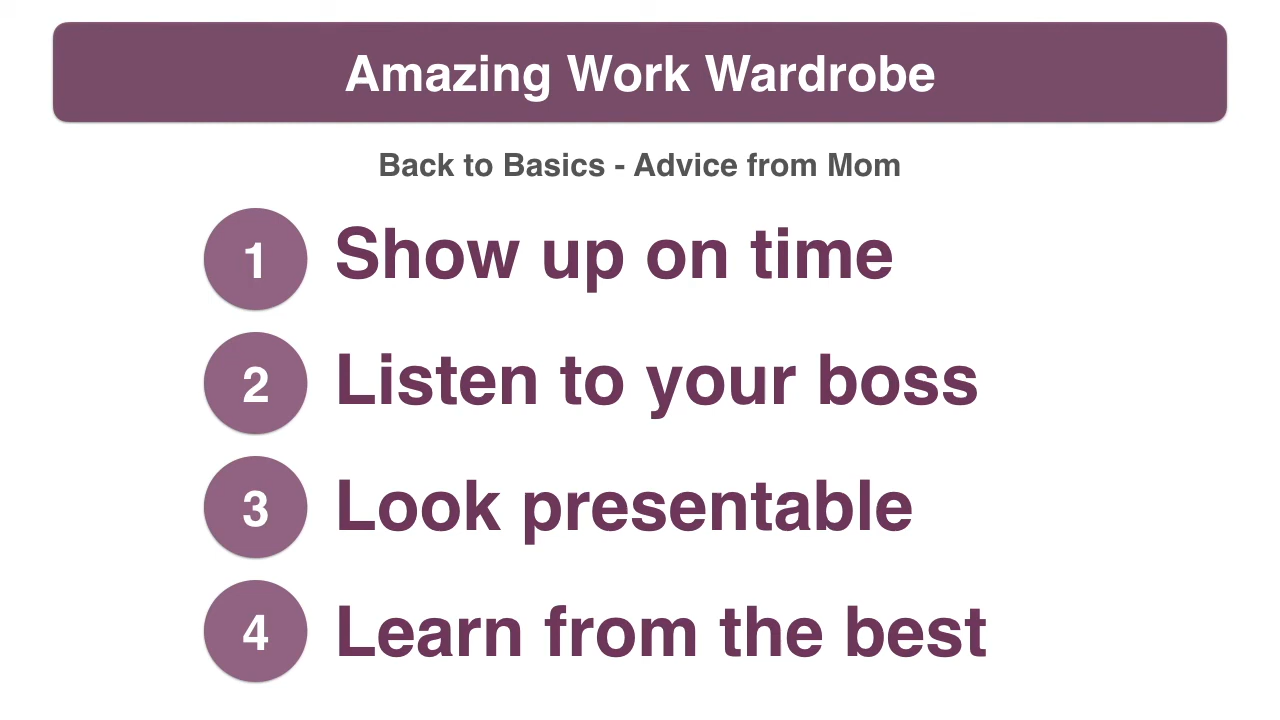 Amazing Work Wardrobe
Back to Basics - Advice from Mom
1 Show up on time
2 Listen to your boss
3 Look presentable
4 Learn from the best